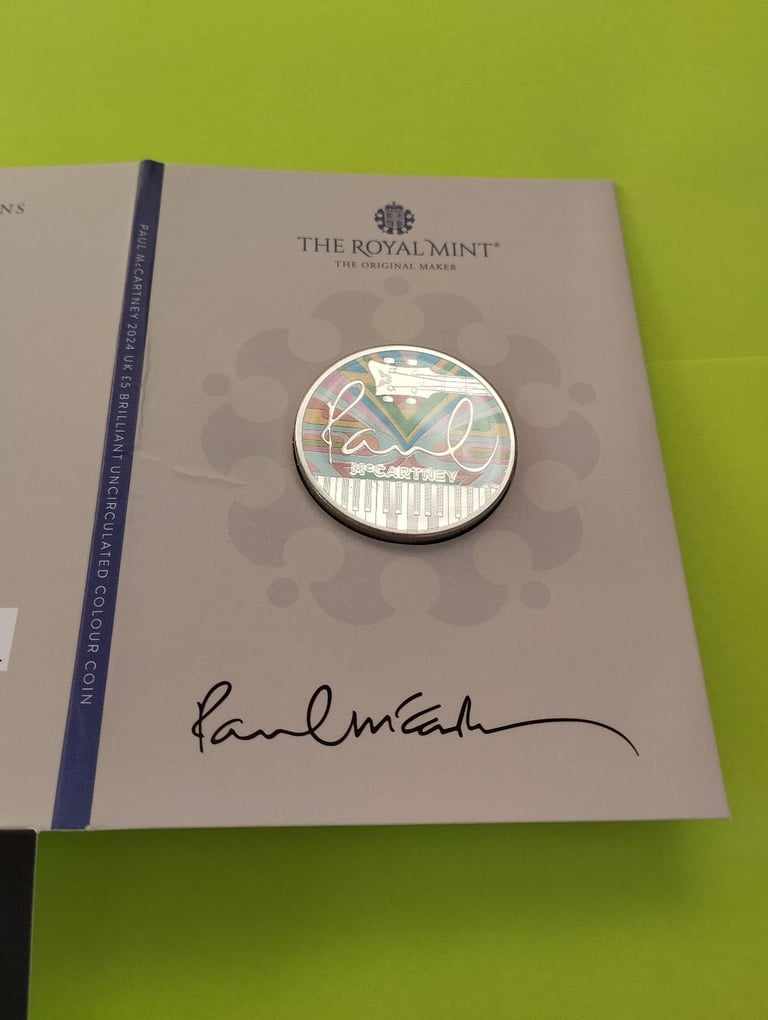 NS
PAUL McCARTNEY 2024 UK £5 BRILLIANT UNCIRCULATED COLOUR COIN
THE ROYAL MINT®
THE ORIGINAL MAKER
Paul
McCARTNEY
Paul McCartney